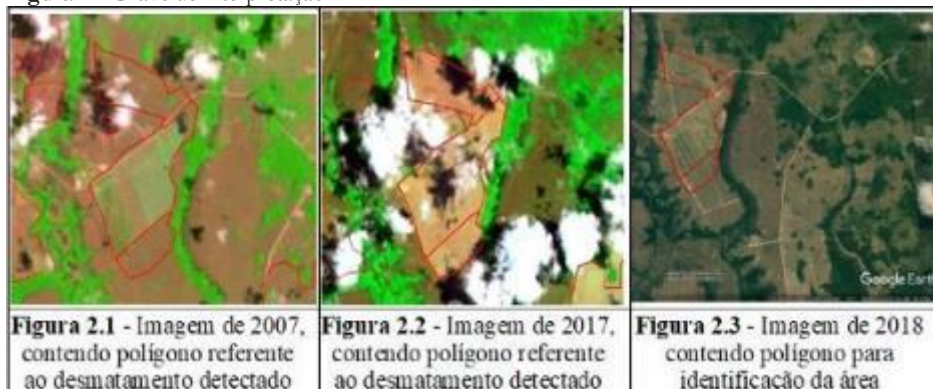 Figura 2.1 - Imagem de 2007,
contendo polígono referente
ao desmatamento detectado
Figura 2.2 - Imagem de 2017,
contendo polígono referente
ao desmatamento detectado
Figura 2.3 - Imagem de 2018
contendo polígono para
identificação da área
Google Earth